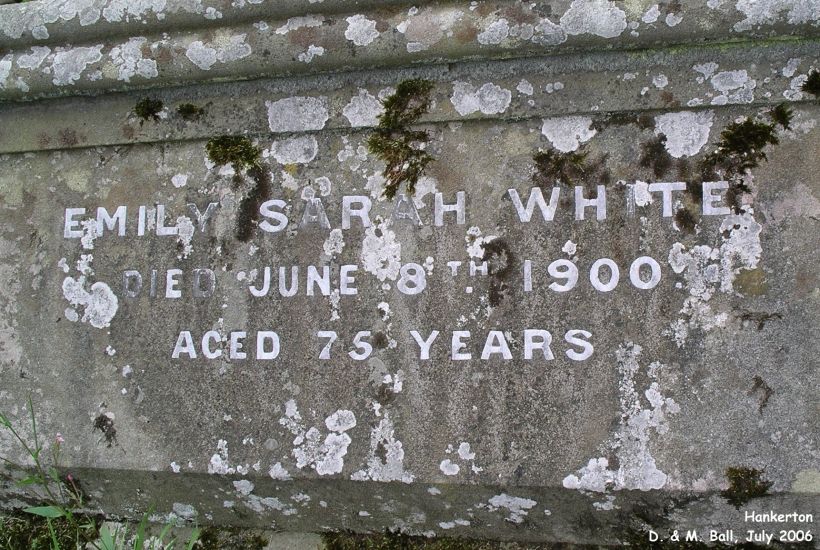 EMILY SARAH WHITE
DIED JUNE 8TH 1900
AGED 75 YEARS
Hankerton
D. & M. Ball, July 2006